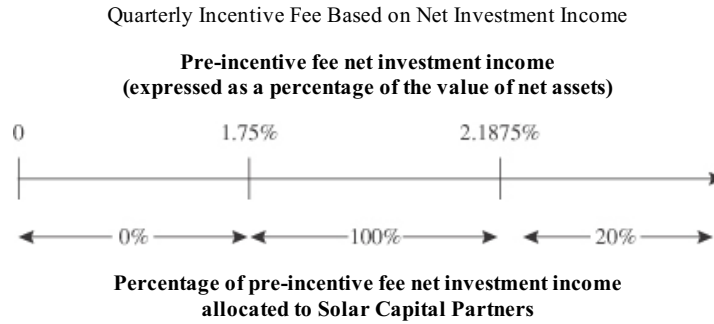 Quarterly Incentive Fee Based on Net Investment Income
Pre-incentive fee net investment income
(expressed as a percentage of the value of net assets)
0 1.75% 2.1875%
0% 100% 20%
Percentage of pre-incentive fee net investment income
allocated to Solar Capital Partners